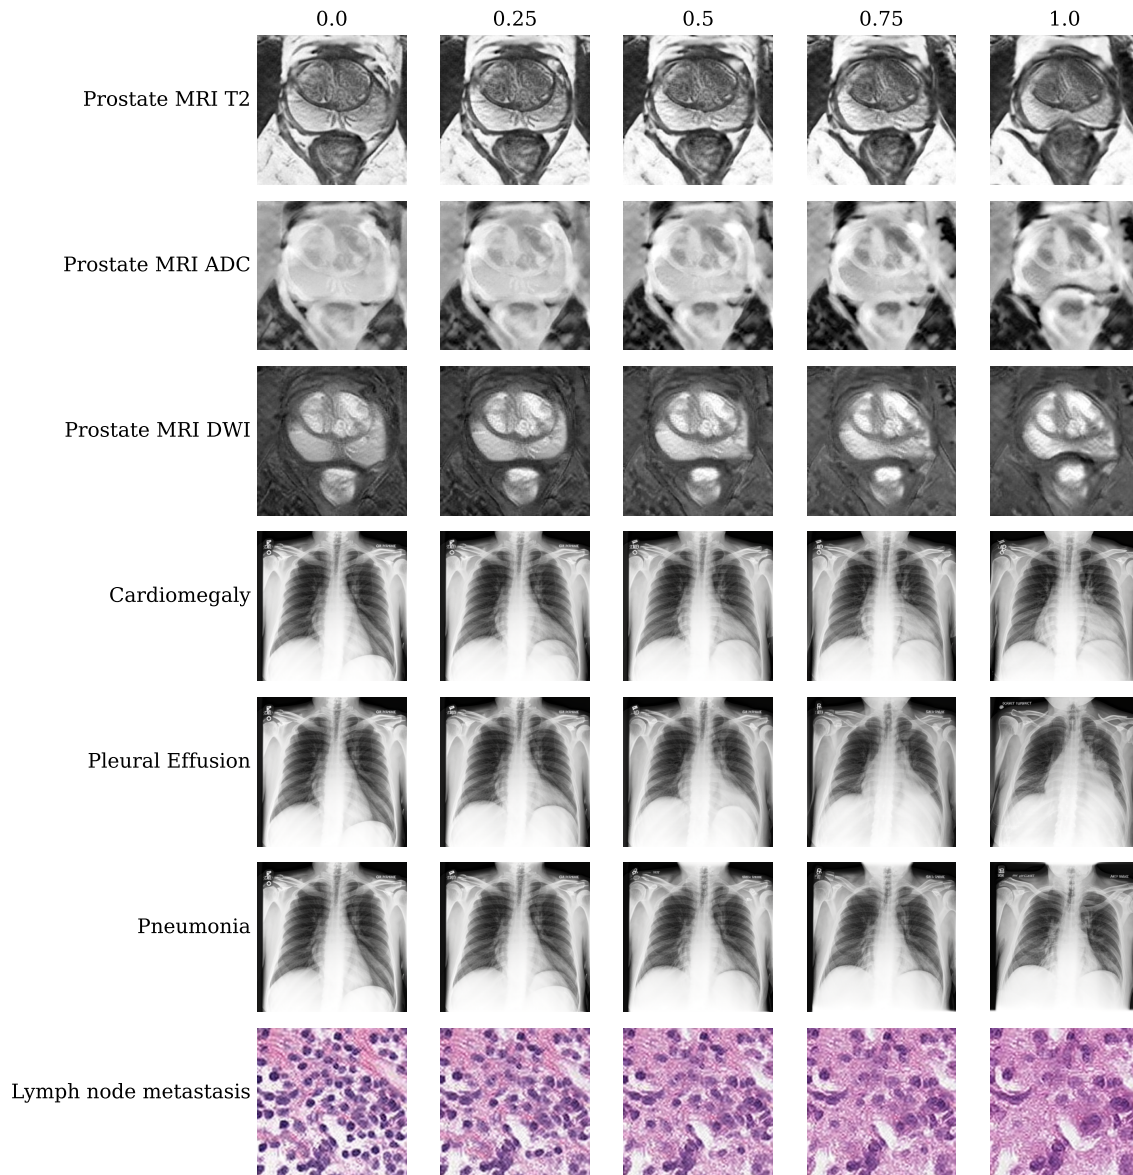 0.0 0.25 0.5 0.75 1.0
Prostate MRI T2
Prostate MRI ADC
Prostate MRI DWI
Cardiomegaly
Pleural Effusion
Pneumonia
Lymph node metastasis